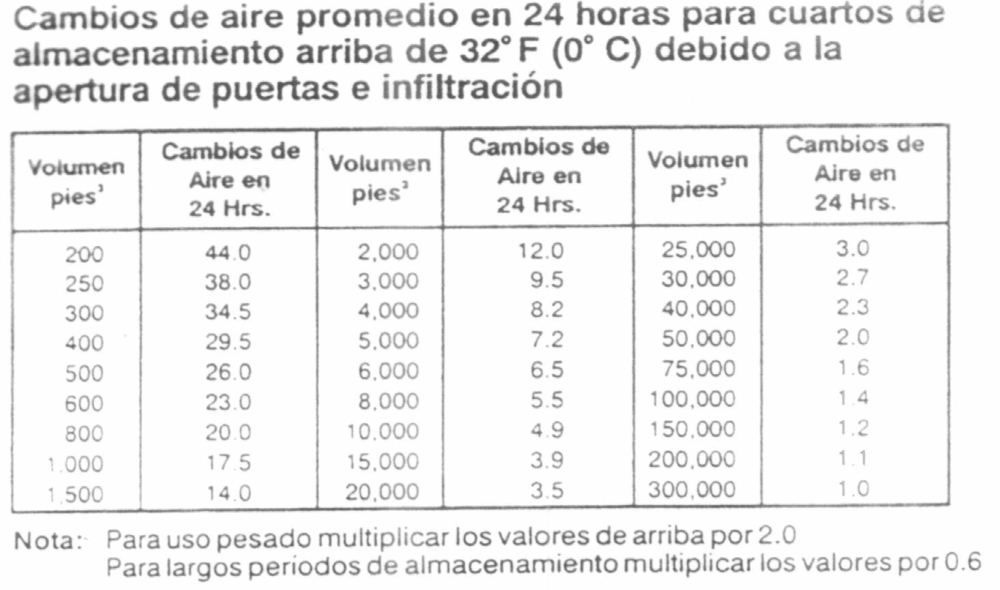 Cambios de aire promedio en 24 horas para cuartos de
almacenamiento arriba de 32° F (0° C) debido a la
apertura de puertas e infiltración
Volumen pies³ Cambios de Aire en 24 Hrs. Volumen pies³ Cambios de Aire en 24 Hrs. Volumen pies³ Cambios de Aire en 24 Hrs.
200 44.0 2,000 12.0 25,000 3.0
250 38.0 3,000 9.5 30,000 2.7
300 34.5 4,000 8.2 40,000 2.3
400 29.5 5,000 7.2 50,000 2.0
500 26.0 6,000 6.5 75,000 1.6
600 23.0 8,000 5.5 100,000 1.4
800 20.0 10,000 4.9 150,000 1.2
1,000 17.5 15,000 3.9 200,000 1.1
1,500 14.0 20,000 3.5 300,000 1.0
Nota: Para uso pesado multiplicar los valores de arriba por 2.0
Para largos períodos de almacenamiento multiplicar los valores por 0.6